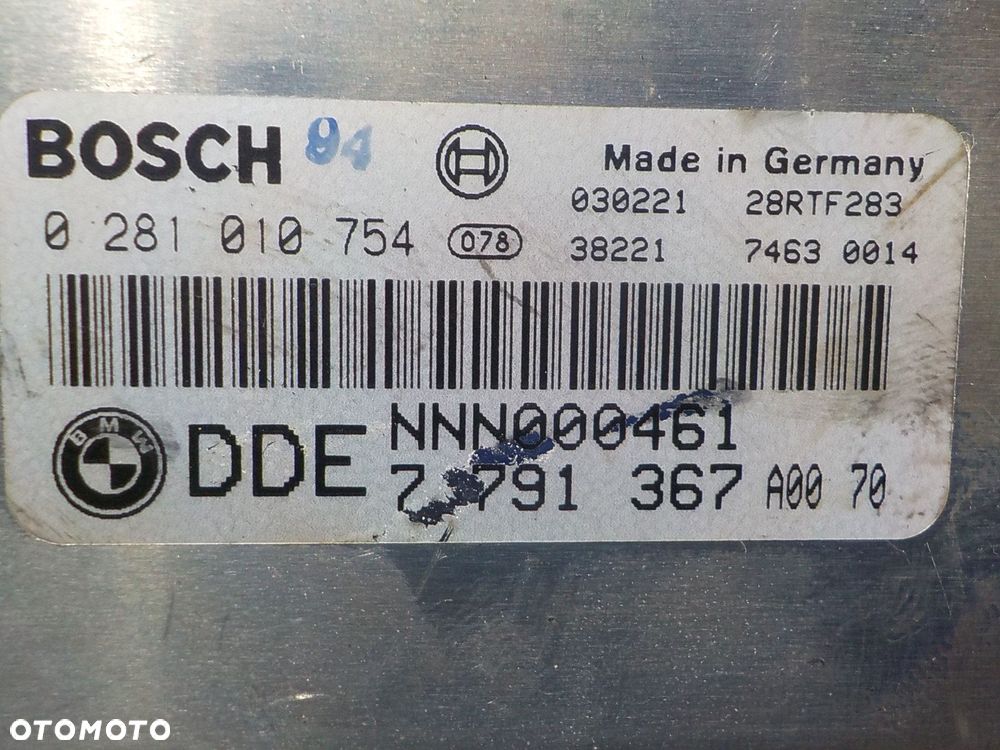 BOSCH 94
Made in Germany
030221 28RTF283
0 281 010 754 078
38221 7463 0014
BMW
DDE NNN000461
7 791 367 A00 70
OTOMOTO